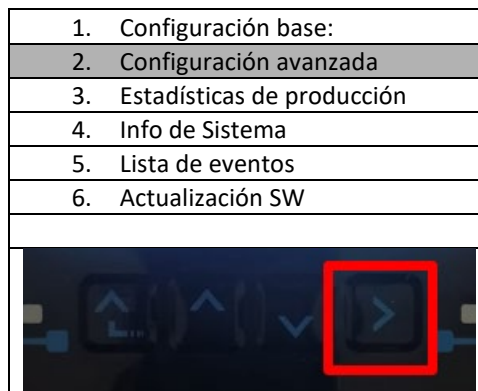 1. Configuración base:
2. Configuración avanzada
3. Estadísticas de producción
4. Info de Sistema
5. Lista de eventos
6. Actualización SW